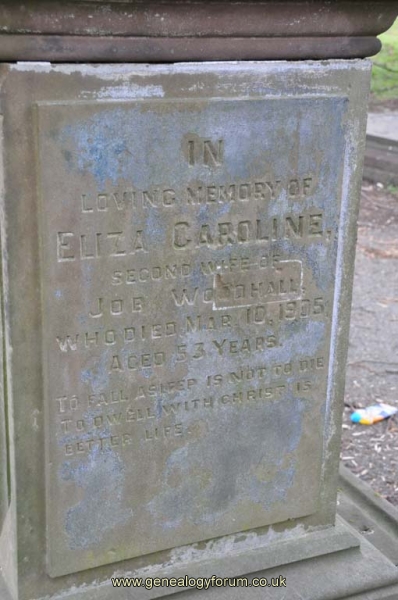 IN
LOVING MEMORY OF
ELIZA CAROLINE,
SECOND WIFE OF
JOB WOODHALL,
WHO DIED MAR. 10, 1905,
AGED 53 YEARS.
TO FALL ASLEEP IS NOT TO DIE
TO DWELL WITH CHRIST IS
BETTER LIFE.
www.genealogyforum.co.uk